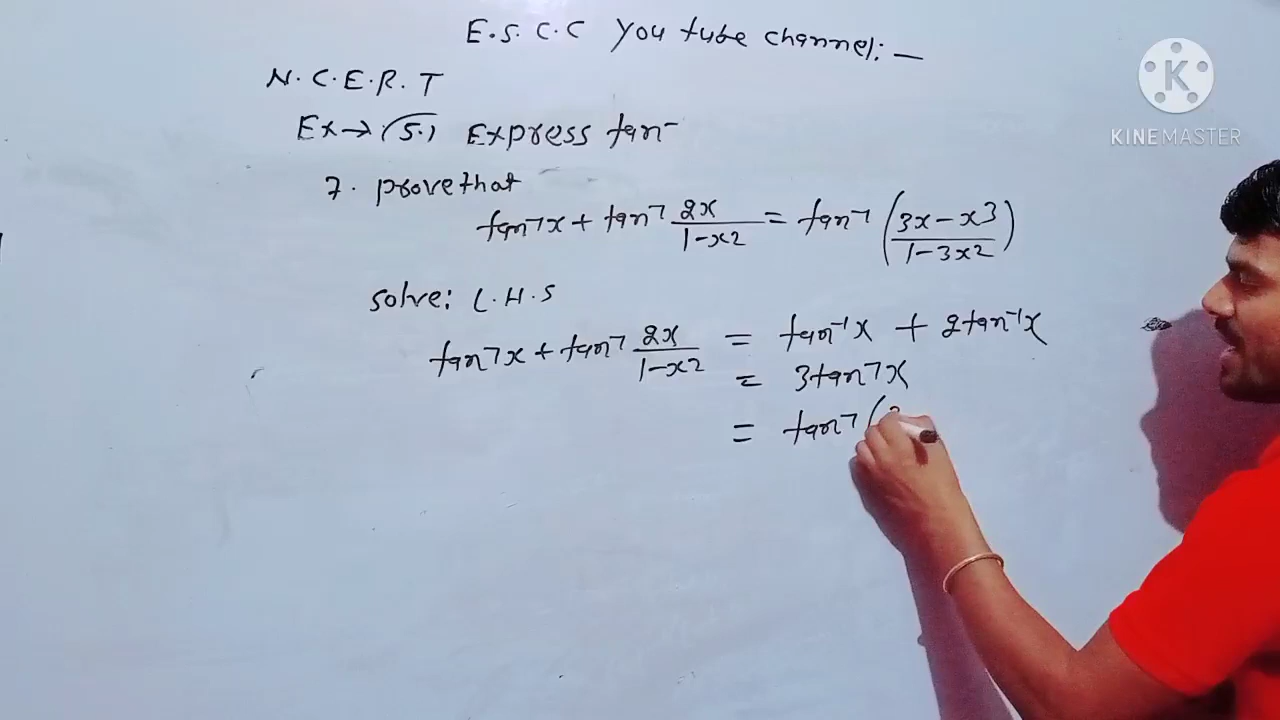 E.S.C.C You tube channel:—
KINEMASTER
N.C.E.R.T
Ex→(5.) Express tan⁻
7. prove that
tan⁻¹x + tan⁻¹ 2x/1-x2 = tan⁻¹ (3x-x3/1-3x2)
solve: L.H.S
tan⁻¹x + tan⁻¹ 2x/1-x2 = tan⁻¹x + 2tan⁻¹x
= 3tan⁻¹x
= tan⁻¹(